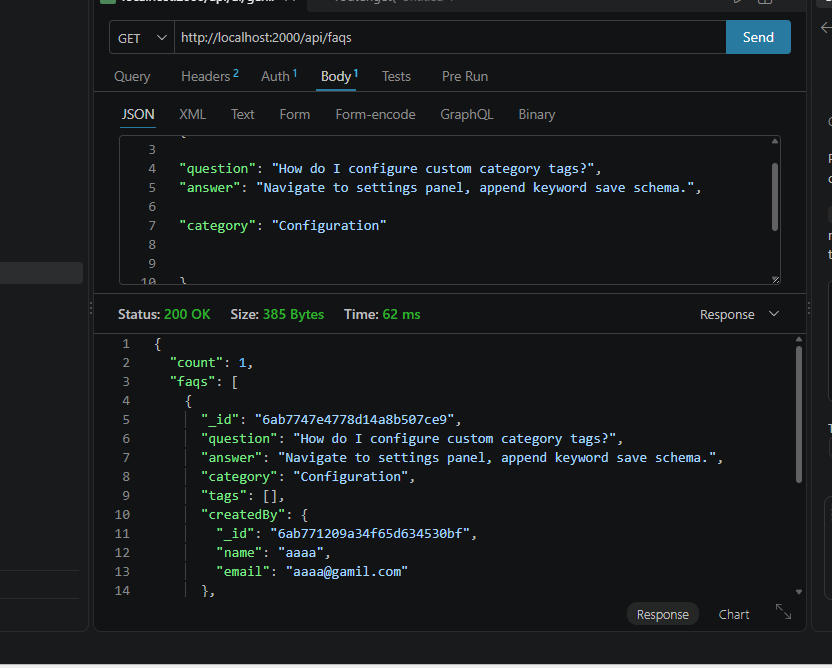 GET
http://localhost:2000/api/faqs
Send
Query
Headers 2
Auth 1
Body 1
Tests
Pre Run
JSON
XML
Text
Form
Form-encode
GraphQL
Binary
3
4 "question": "How do I configure custom category tags?",
5 "answer": "Navigate to settings panel, append keyword save schema.",
6
7 "category": "Configuration"
8
9
10 }
Status: 200 OK
Size: 385 Bytes
Time: 62 ms
Response
1 {
2 "count": 1,
3 "faqs": [
4 {
5 "_id": "6ab7747e4778d14a8b507ce9",
6 "question": "How do I configure custom category tags?",
7 "answer": "Navigate to settings panel, append keyword save schema.",
8 "category": "Configuration",
9 "tags": [],
10 "createdBy": {
11 "_id": "6ab771209a34f65d634530bf",
12 "name": "aaaa",
13 "email": "aaaa@gamil.com"
14 },
Response
Chart